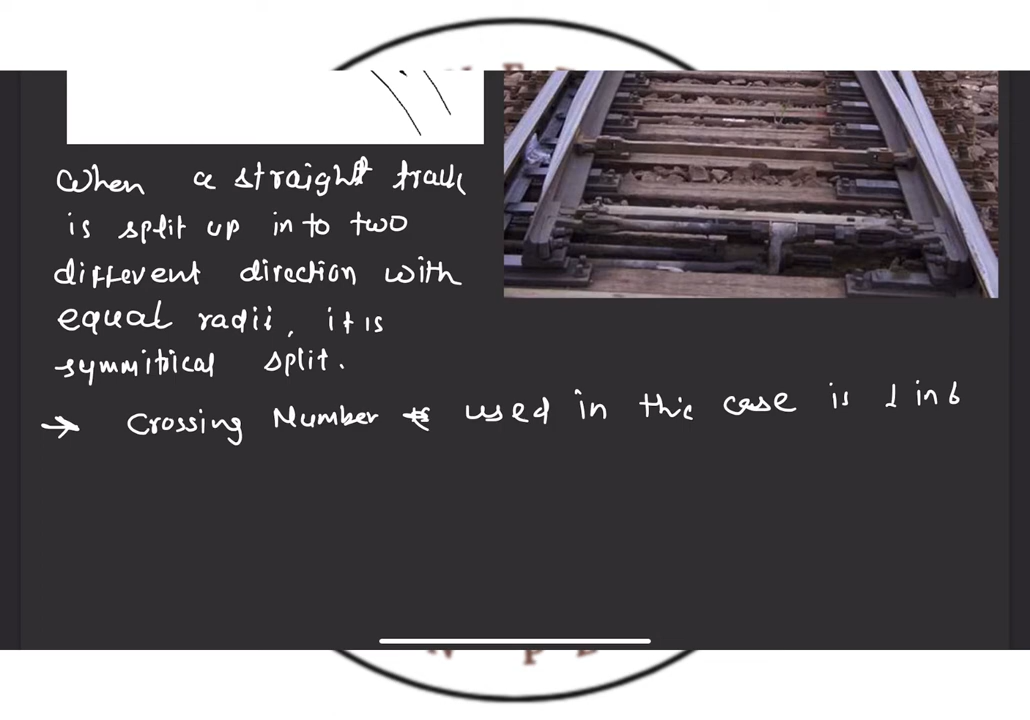 When a straight track
is split up in to two
different direction with
equal radii, it is
symmitrical split.
→ Crossing Number used in this case is 1 in 6